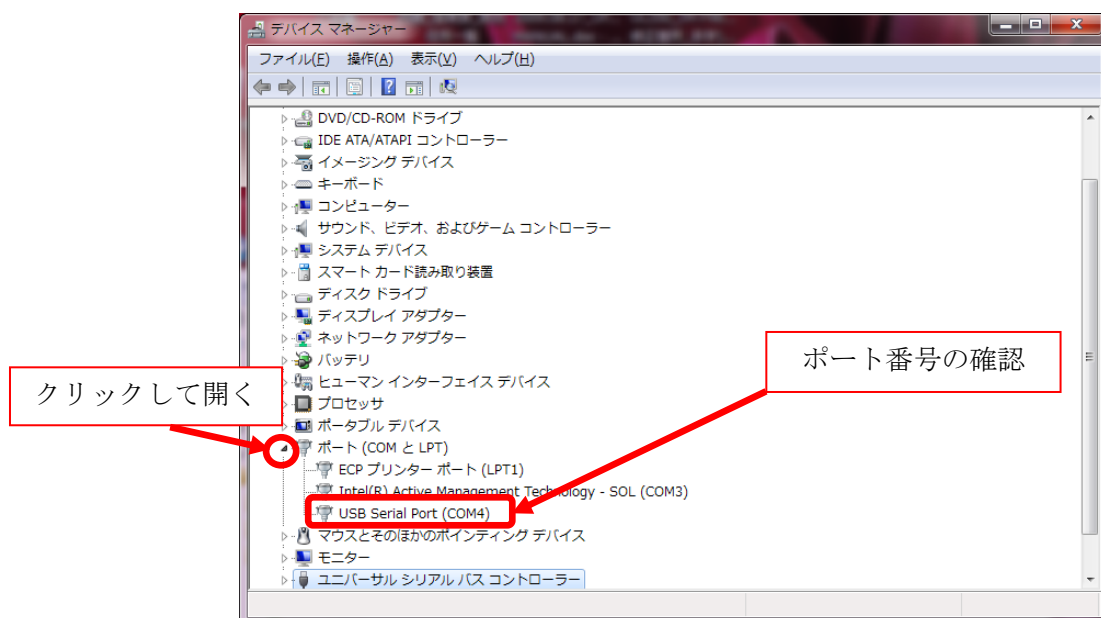 デバイス マネージャー
ファイル(F) 操作(A) 表示(V) ヘルプ(H)
DVD/CD-ROM ドライブ
IDE ATA/ATAPI コントローラー
イメージング デバイス
キーボード
コンピューター
サウンド、ビデオ、およびゲーム コントローラー
システム デバイス
スマート カード読み取り装置
ディスク ドライブ
ディスプレイ アダプター
ネットワーク アダプター
バッテリ
ポート番号の確認
ヒューマン インターフェイス デバイス
クリックして開く
プロセッサ
ポータブル デバイス
ポート (COM と LPT)
ECP プリンター ポート (LPT1)
Intel(R) Active Management Technology - SOL (COM3)
USB Serial Port (COM4)
マウスとそのほかのポインティング デバイス
モニター
ユニバーサル シリアル バス コントローラー